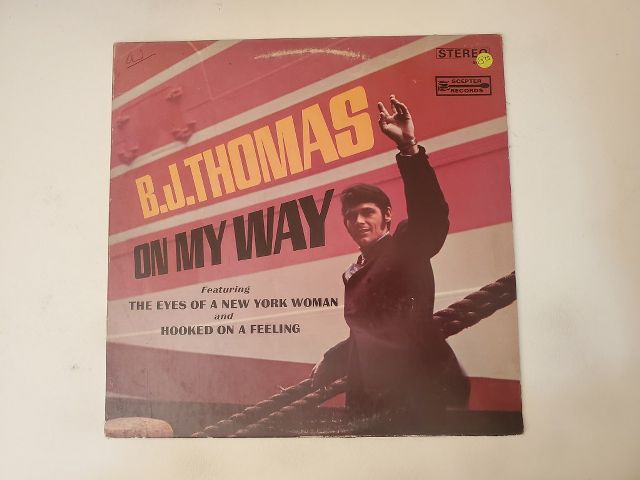 STEREO
SCEPTER
RECORDS
B.J. THOMAS
ON MY WAY
Featuring
THE EYES OF A NEW YORK WOMAN
and
HOOKED ON A FEELING